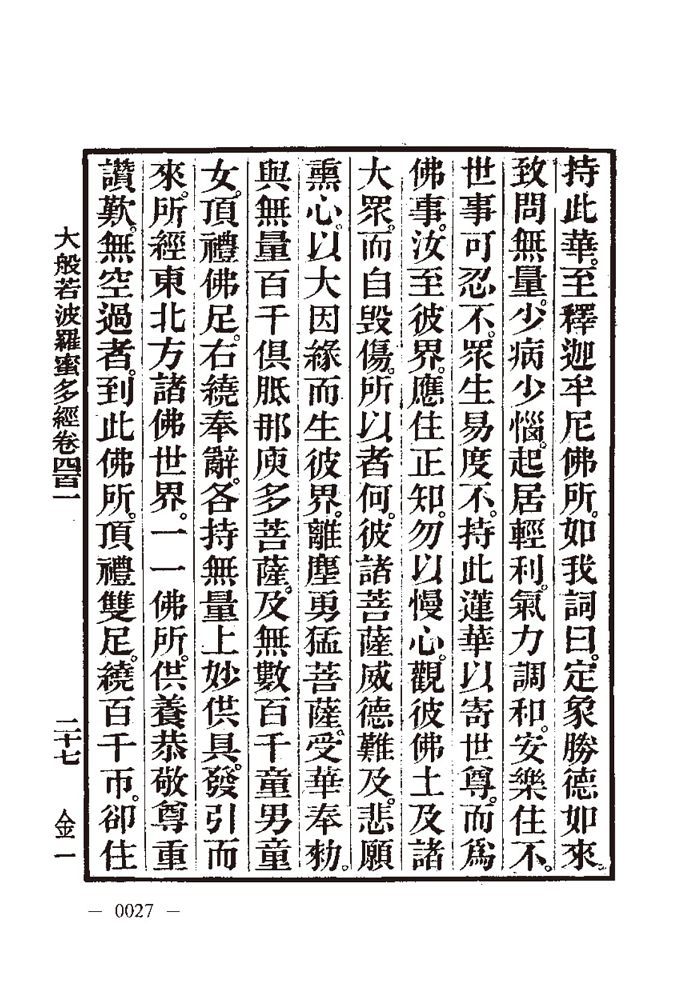 持此華。至釋迦牟尼佛所。如我詞曰。定象勝德如來
致問無量。少病少惱。起居輕利。氣力調和。安樂住不。
世事可忍不。眾生易度不。持此蓮華以寄世尊。而爲
佛事。汝至彼界。應住正知。勿以慢心。觀彼佛土及諸
大眾。而自毀傷。所以者何。彼諸菩薩威德難及。悲願
熏心。以大因緣而生彼界。離塵勇猛菩薩。受華奉勅。
與無量百千俱胝那庾多菩薩。及無數百千童男童
女。頂禮佛足。右繞奉辭。各持無量上妙供具。發引而
來。所經東北方諸佛世界。一一佛所。供養恭敬尊重
讚歎。無空過者。到此佛所。頂禮雙足。繞百千帀。卻住
大般若波羅蜜多經卷四百一 二十七 金一
— 0027 —